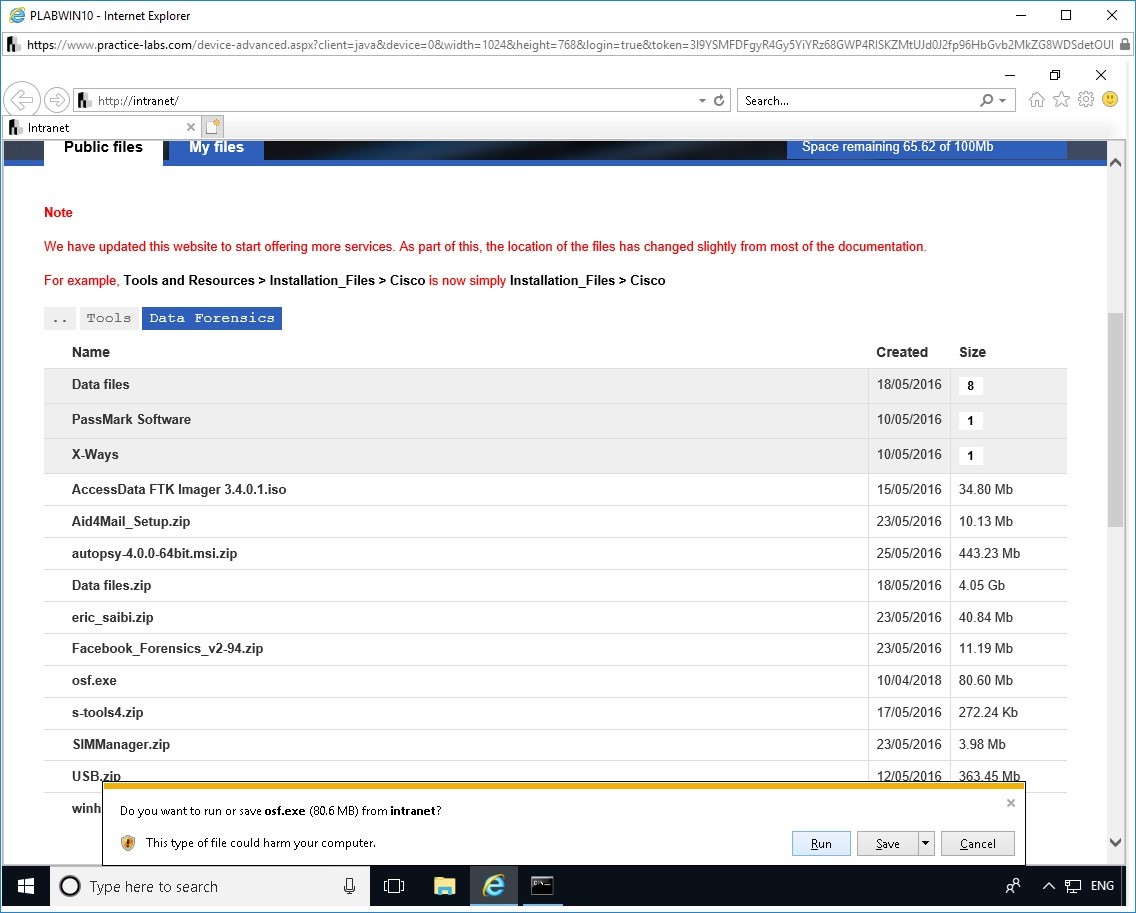 PLABWIN10 - Internet Explorer
https://www.practice-labs.com/device-advanced.aspx?client=java&device=0&width=1024&height=768&login=true&token=
http://intranet/
Search...
Intranet
Public files
My files
Space remaining 65.62 of 100Mb
Note
We have updated this website to start offering more services. As part of this, the location of the files has changed slightly from most of the documentation.
For example, Tools and Resources > Installation_Files > Cisco is now simply Installation_Files > Cisco
.. Tools Data Forensics
Name Created Size
Data files 18/05/2016 8
PassMark Software 10/05/2016 1
X-Ways 10/05/2016 1
AccessData FTK Imager 3.4.0.1.iso 15/05/2016 34.80 Mb
Aid4Mail_Setup.zip 23/05/2016 10.13 Mb
autopsy-4.0.0-64bit.msi.zip 25/05/2016 443.23 Mb
Data files.zip 18/05/2016 4.05 Gb
eric_saibi.zip 23/05/2016 40.84 Mb
Facebook_Forensics_v2-94.zip 23/05/2016 11.19 Mb
osf.exe 10/04/2018 80.60 Mb
s-tools4.zip 17/05/2016 272.24 Kb
SIMManager.zip 23/05/2016 3.98 Mb
USB.zip 12/05/2016 363.45 Mb
winh
Do you want to run or save osf.exe (80.6 MB) from intranet?
This type of file could harm your computer.
Run Save Cancel
Type here to search
ENG